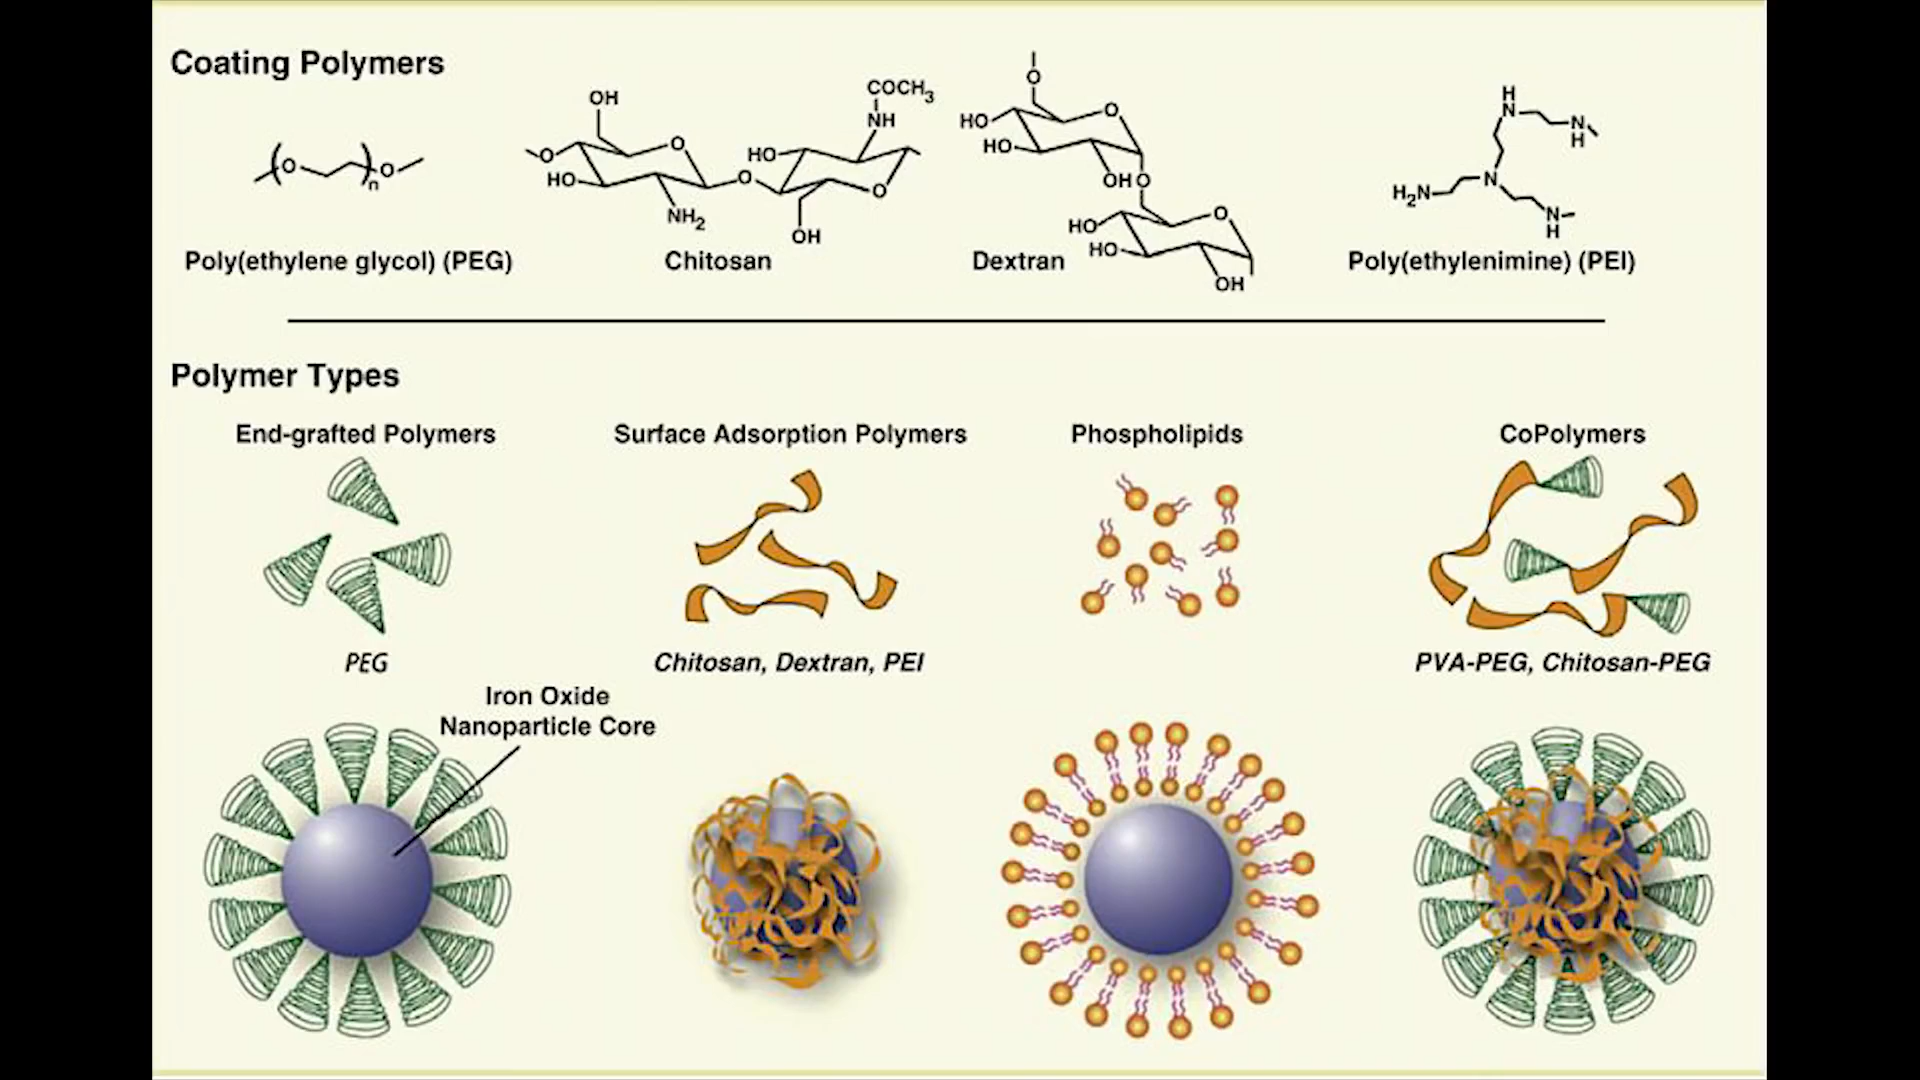 Coating Polymers
OH
O
O
HO
NH2
O
HO
COCH3
NH
O
OH
O
HO
HO
O
OH
O
HO
HO
O
OH
( O )n O
H
N
N
H
H2N
N
N
H
Poly(ethylene glycol) (PEG)
Chitosan
Dextran
Poly(ethylenimine) (PEI)
Polymer Types
End-grafted Polymers
Surface Adsorption Polymers
Phospholipids
CoPolymers
PEG
Chitosan, Dextran, PEI
PVA-PEG, Chitosan-PEG
Iron Oxide
Nanoparticle Core